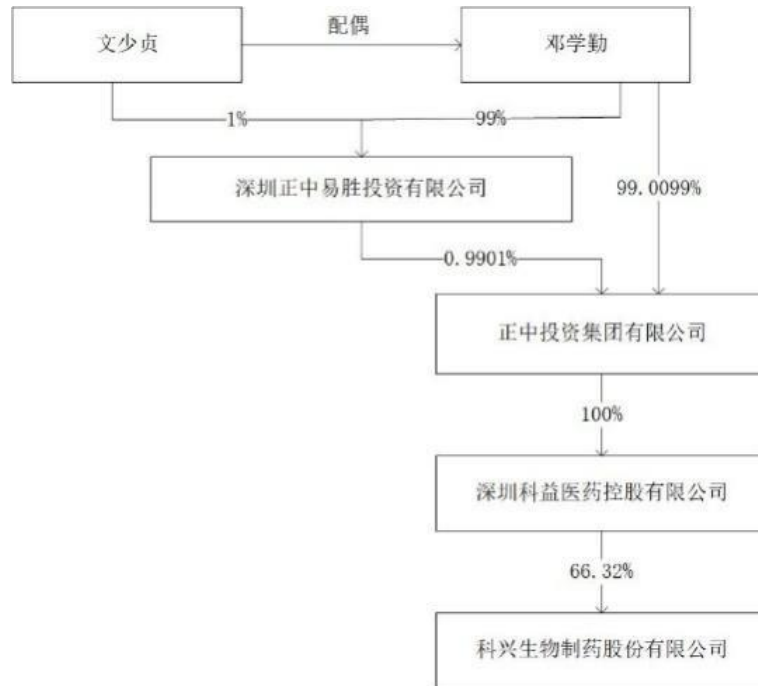 配偶
文少贞
邓学勤
1%
99%
深圳正中易胜投资有限公司
99.0099%
0.9901%
正中投资集团有限公司
100%
深圳科益医药控股有限公司
66.32%
科兴生物制药股份有限公司